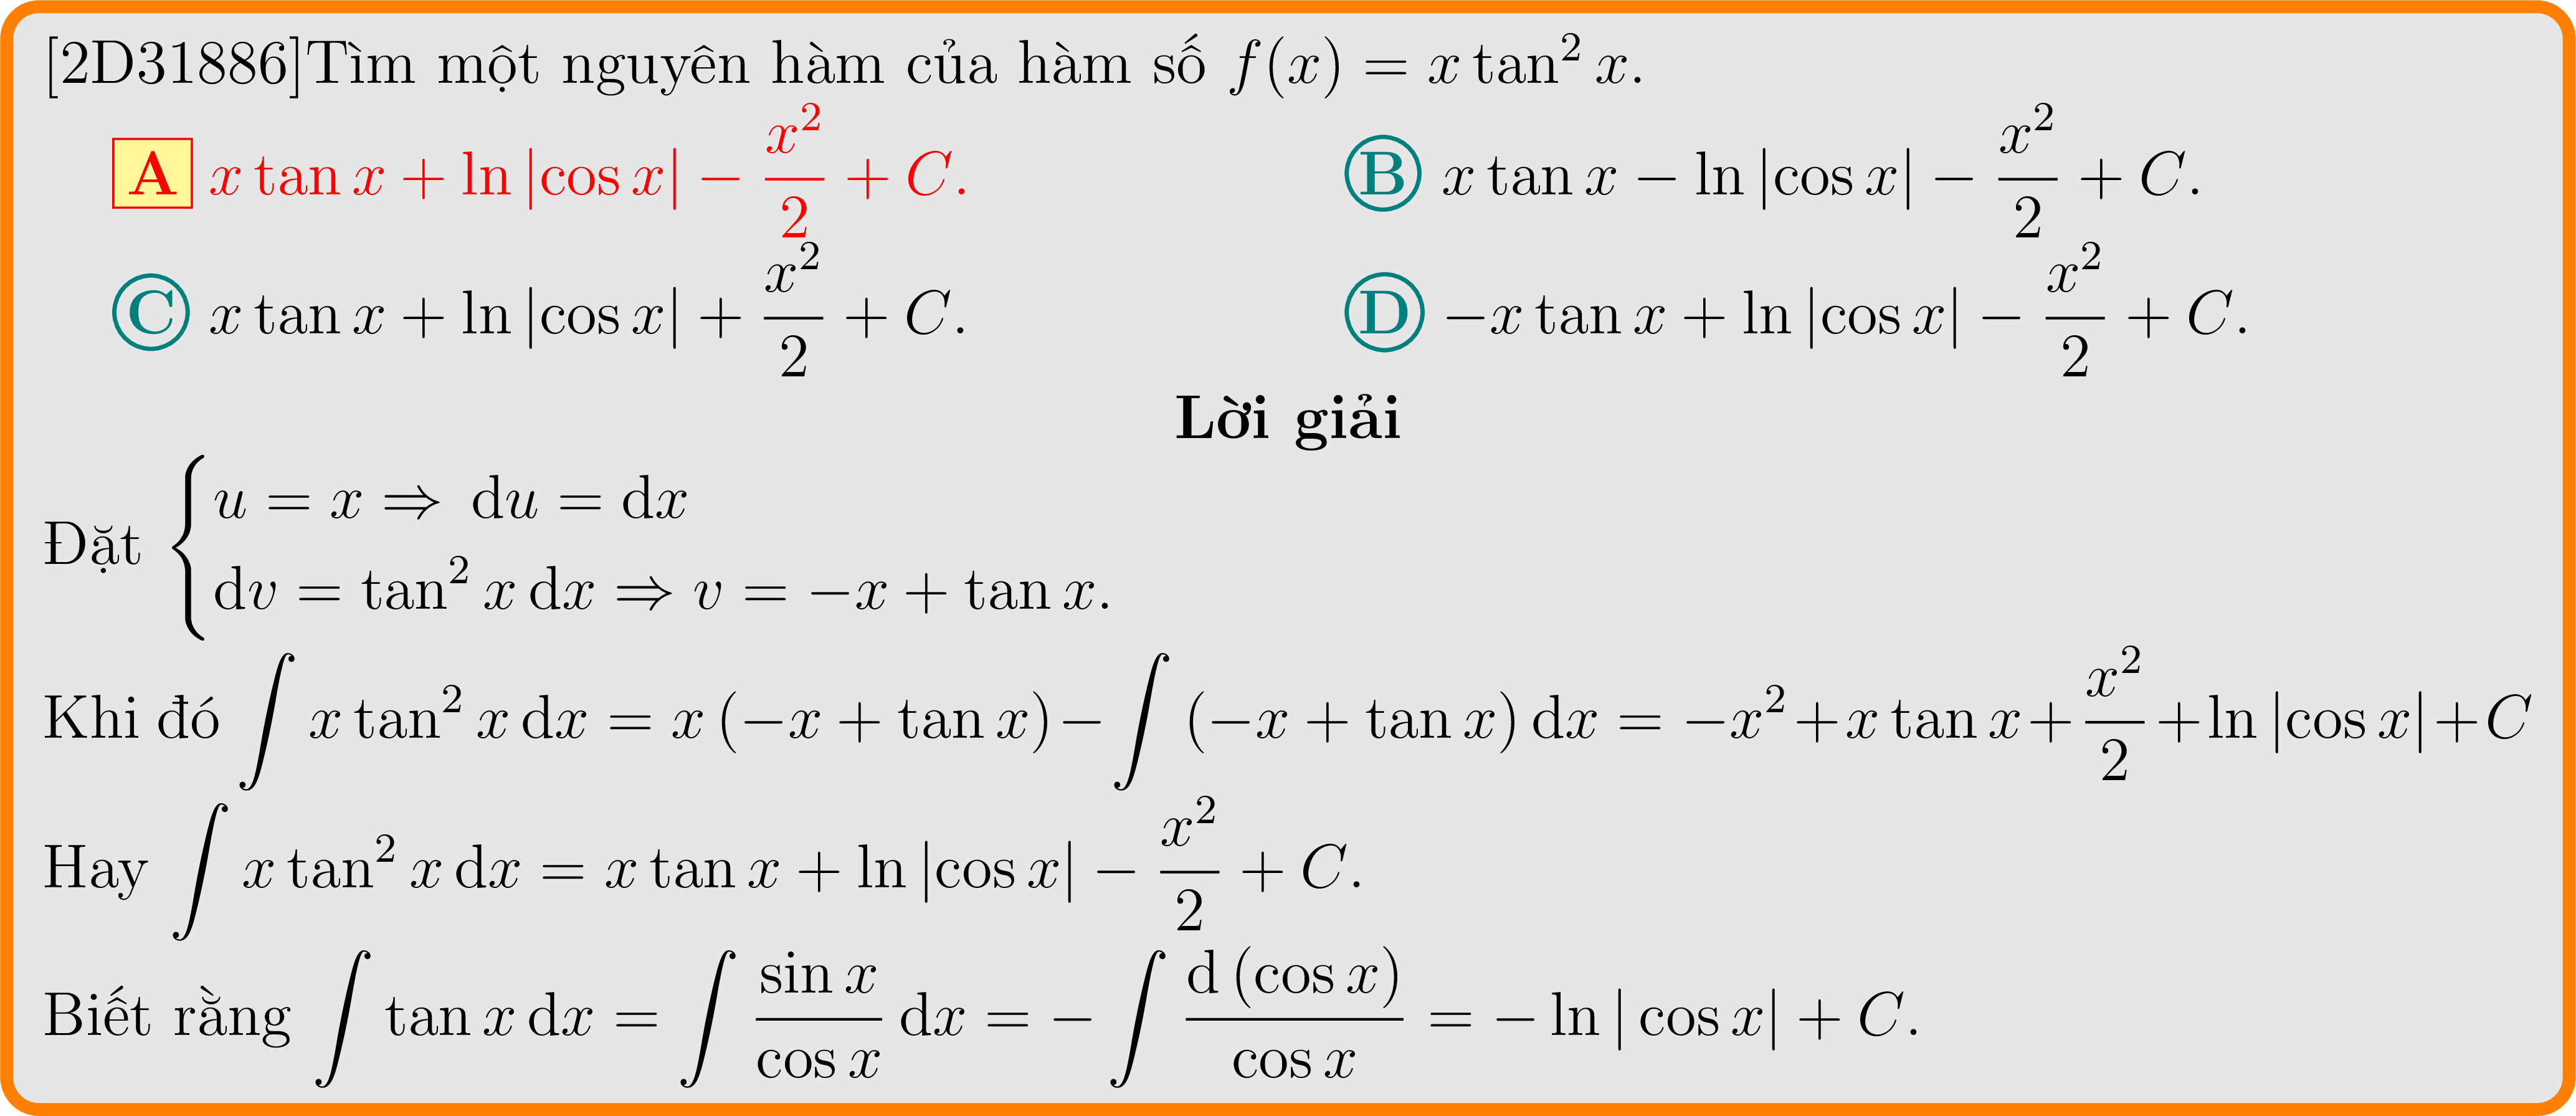 [2D31886]Tìm một nguyên hàm của hàm số $f(x) = x \tan^2 x$.
A $x \tan x + \ln |\cos x| - \frac{x^2}{2} + C$. B $x \tan x - \ln |\cos x| - \frac{x^2}{2} + C$.
C $x \tan x + \ln |\cos x| + \frac{x^2}{2} + C$. D $-x \tan x + \ln |\cos x| - \frac{x^2}{2} + C$.
Lời giải
Đặt $\begin{cases} u = x \Rightarrow \mathrm{d}u = \mathrm{d}x \\ \mathrm{d}v = \tan^2 x \, \mathrm{d}x \Rightarrow v = -x + \tan x. \end{cases}$
Khi đó $\int x \tan^2 x \, \mathrm{d}x = x (-x + \tan x) - \int (-x + \tan x) \, \mathrm{d}x = -x^2 + x \tan x + \frac{x^2}{2} + \ln |\cos x| + C$
Hay $\int x \tan^2 x \, \mathrm{d}x = x \tan x + \ln |\cos x| - \frac{x^2}{2} + C$.
Biết rằng $\int \tan x \, \mathrm{d}x = \int \frac{\sin x}{\cos x} \, \mathrm{d}x = - \int \frac{\mathrm{d} (\cos x)}{\cos x} = - \ln | \cos x| + C$.